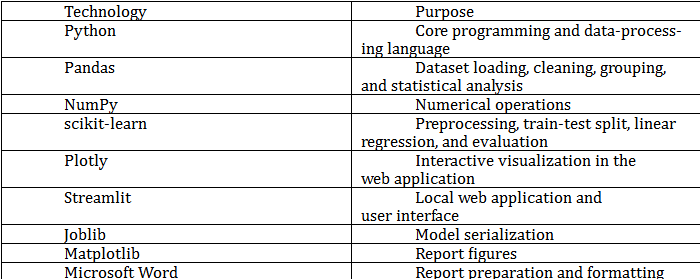 Technology Purpose
Python Core programming and data-process-
ing language
Pandas Dataset loading, cleaning, grouping,
and statistical analysis
NumPy Numerical operations
scikit-learn Preprocessing, train-test split, linear
regression, and evaluation
Plotly Interactive visualization in the
web application
Streamlit Local web application and
user interface
Joblib Model serialization
Matplotlib Report figures
Microsoft Word Report preparation and formatting